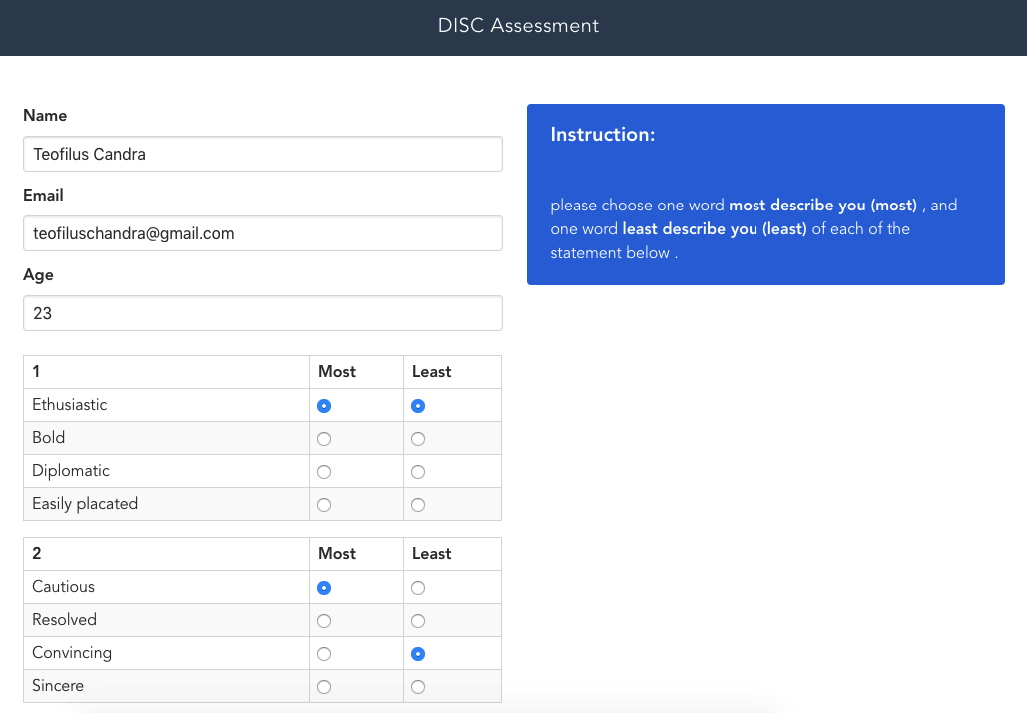 DISC Assessment
Name
Teofilus Candra
Email
teofiluschandra@gmail.com
Age
23
Instruction:
please choose one word most describe you (most) , and
one word least describe you (least) of each of the
statement below .
1 Most Least
Ethusiastic
Bold
Diplomatic
Easily placated
2 Most Least
Cautious
Resolved
Convincing
Sincere